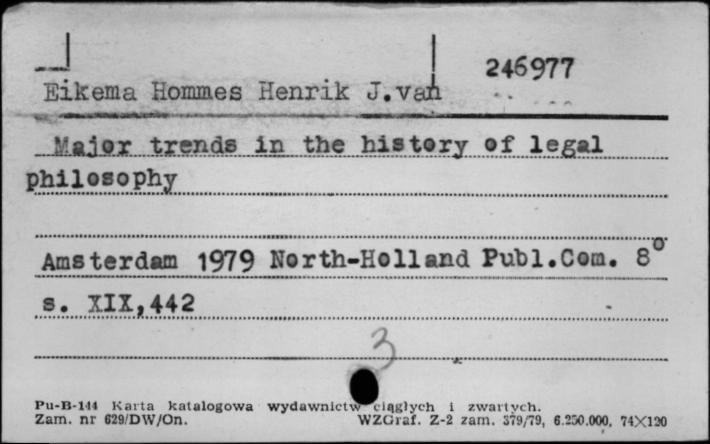 246977
Eikema Hommes Henrik J.van
Major trends in the history of legal
philosophy
Amsterdam 1979 North-Holland Publ.Com. 8°
s. XIX,442
3
Pu-B-144 Karta katalogowa wydawnictw ciągłych i zwartych.
Zam. nr 629/DW/On. WZGraf. Z-2 zam. 379/79, 6.250.000, 74×120